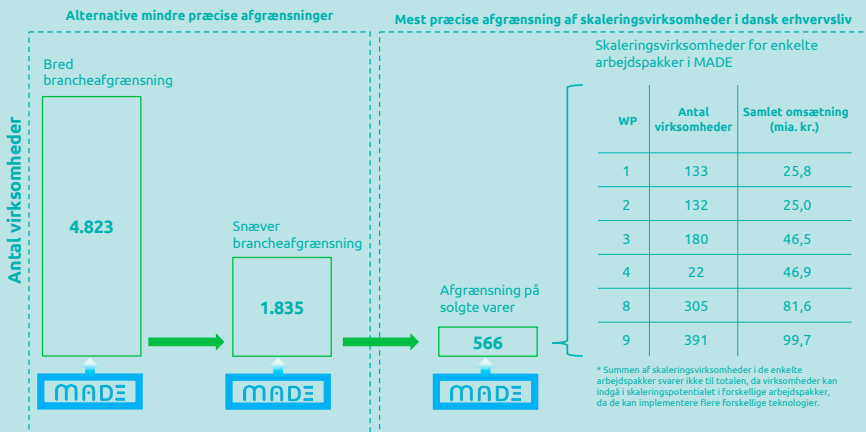 Alternative mindre præcise afgrænsninger
Mest præcise afgrænsning af skaleringsvirksomheder i dansk erhvervsliv
Antal virksomheder
Bred
brancheafgrænsning
4.823
MADE
Snæver
brancheafgrænsning
1.835
MADE
Afgrænsning på
solgte varer
566
MADE
Skaleringsvirksomheder for enkelte
arbejdspakker i MADE
WP Antal virksomheder Samlet omsætning (mia. kr.)
1 133 25,8
2 132 25,0
3 180 46,5
4 22 46,9
8 305 81,6
9 391 99,7
* Summen af skaleringsvirksomheder i de enkelte
arbejdspakker svarer ikke til totalen, da virksomheder kan
indgå i skaleringspotentialet i forskellige arbejdspakker,
da de kan implementere flere forskellige teknologier.